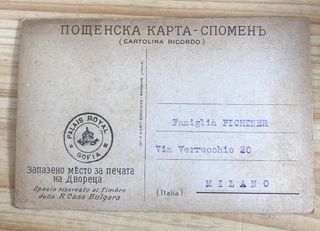 ПОЩЕНСКА КАРТА-СПОМЕНЪ
(CARTOLINA RICORDO)
PALAIS ROYAL
SOFIA
Запазено място за печата
на Двореца
Spazio riservato al Timbro
della R. Casa Bulgara
Famiglia FICHTNER
Via Verrocchio 20
(Italia) MILANO